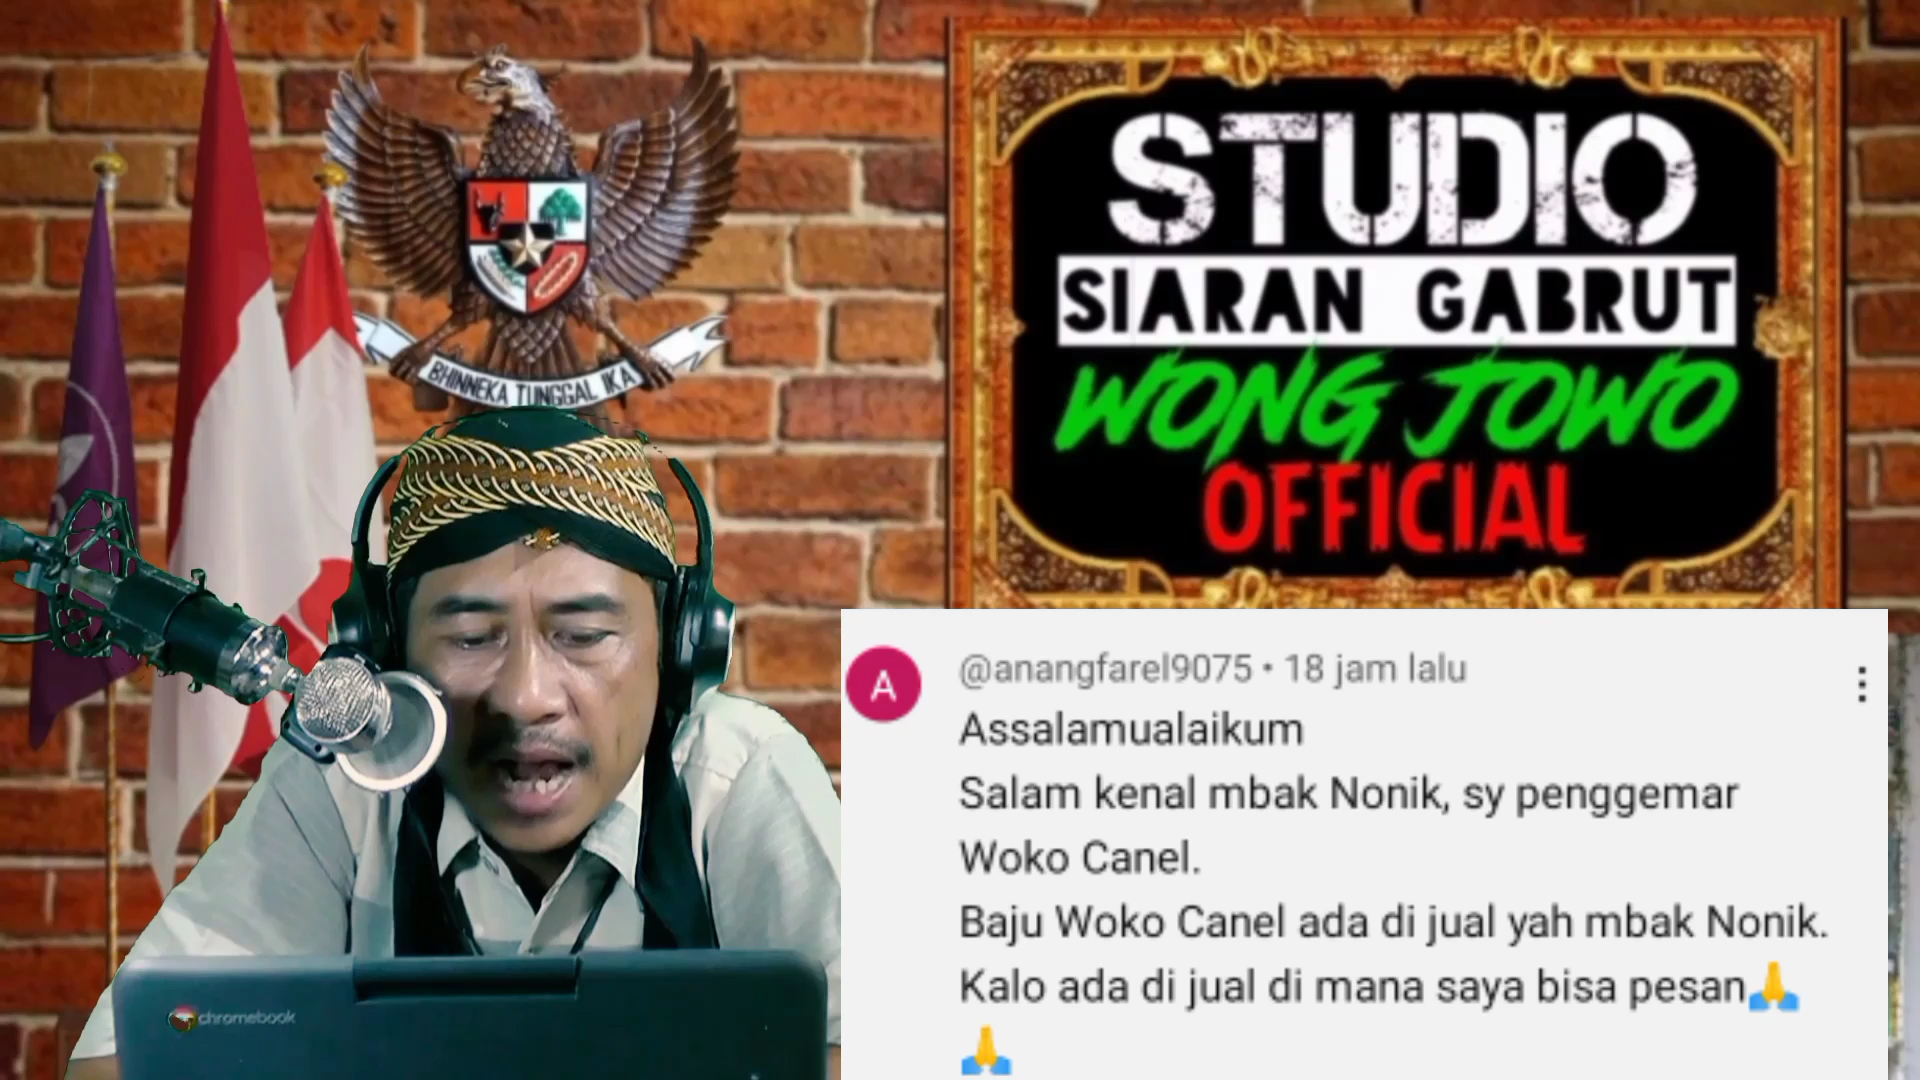 BHINNEKA TUNGGAL IKA
STUDIO
SIARAN GABRUT
WONG JOWO
OFFICIAL
chromebook
A
@anangfarel9075 • 18 jam lalu
Assalamualaikum
Salam kenal mbak Nonik, sy penggemar
Woko Canel.
Baju Woko Canel ada di jual yah mbak Nonik.
Kalo ada di jual di mana saya bisa pesan🙏
🙏